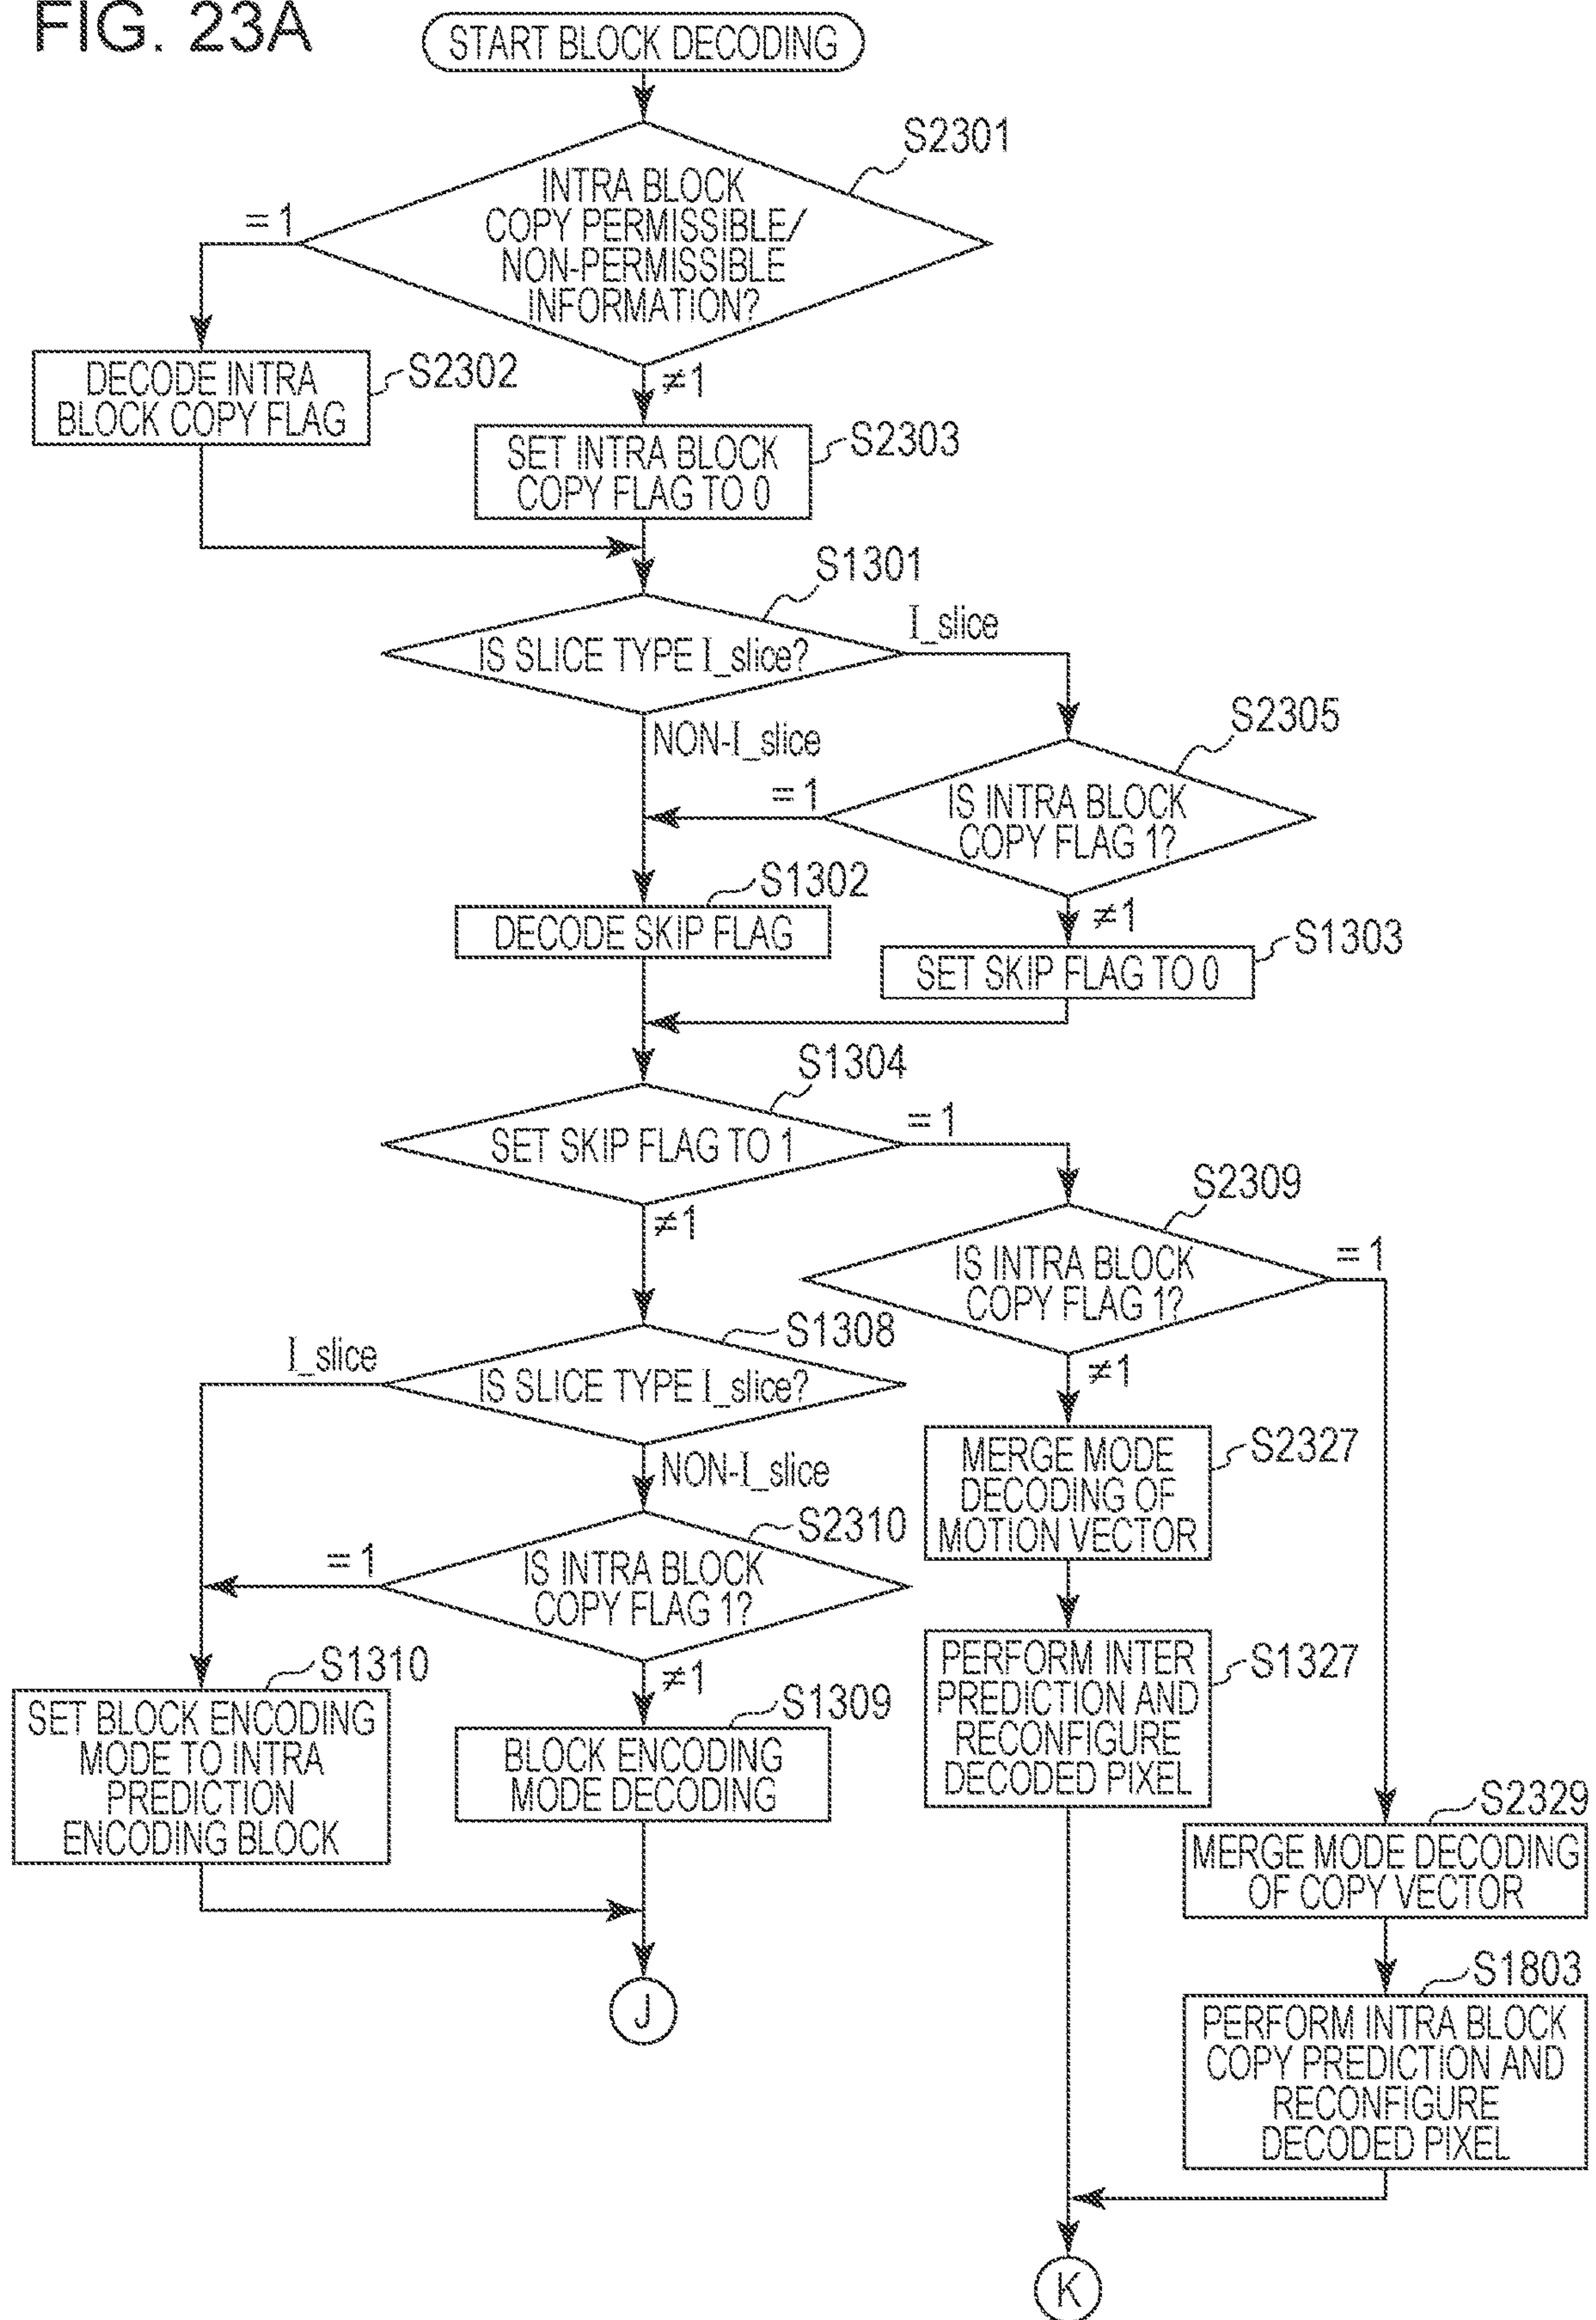 FIG. 23A
START BLOCK DECODING
S2301
INTRA BLOCK
COPY PERMISSIBLE/
NON-PERMISSIBLE
INFORMATION?
= 1
≠1
DECODE INTRA
BLOCK COPY FLAG
S2302
SET INTRA BLOCK
COPY FLAG TO 0
S2303
S1301
IS SLICE TYPE I_slice?
I_slice
NON-I_slice
S2305
IS INTRA BLOCK
COPY FLAG 1?
= 1
≠1
S1302
DECODE SKIP FLAG
S1303
SET SKIP FLAG TO 0
S1304
SET SKIP FLAG TO 1
= 1
≠1
S2309
IS INTRA BLOCK
COPY FLAG 1?
= 1
≠1
S1308
IS SLICE TYPE I_slice?
I_slice
NON-I_slice
S2327
MERGE MODE
DECODING OF
MOTION VECTOR
S2310
IS INTRA BLOCK
COPY FLAG 1?
= 1
≠1
S1327
PERFORM INTER
PREDICTION AND
RECONFIGURE
DECODED PIXEL
S1310
SET BLOCK ENCODING
MODE TO INTRA
PREDICTION
ENCODING BLOCK
S1309
BLOCK ENCODING
MODE DECODING
S2329
MERGE MODE DECODING
OF COPY VECTOR
J
S1803
PERFORM INTRA BLOCK
COPY PREDICTION AND
RECONFIGURE
DECODED PIXEL
K